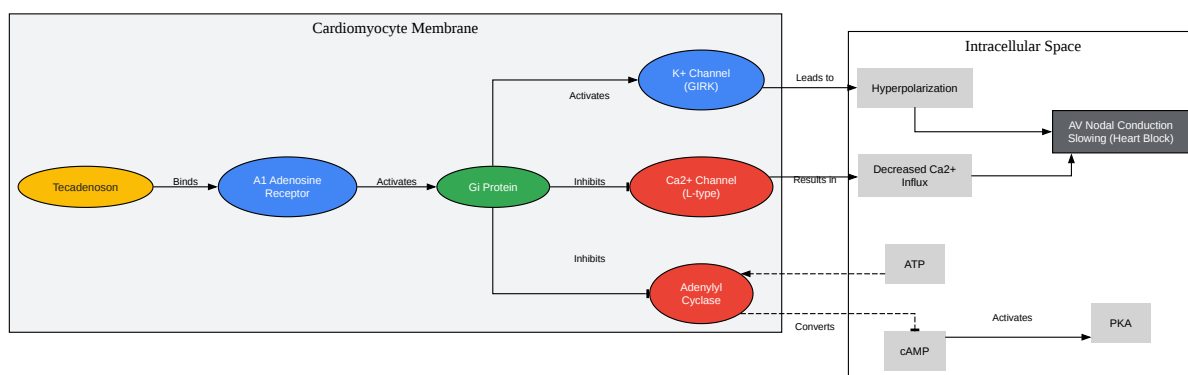 Cardiomyocyte Membrane
Intracellular Space
K+ Channel
(GIRK)
Activates
Leads to
Hyperpolarization
AV Nodal Conduction
Slowing (Heart Block)
Tecadenoson
Binds
A1 Adenosine
Receptor
Activates
Gi Protein
Inhibits
Ca2+ Channel
(L-type)
Results in
Decreased Ca2+
Influx
Inhibits
Adenylyl
Cyclase
ATP
Converts
cAMP
Activates
PKA